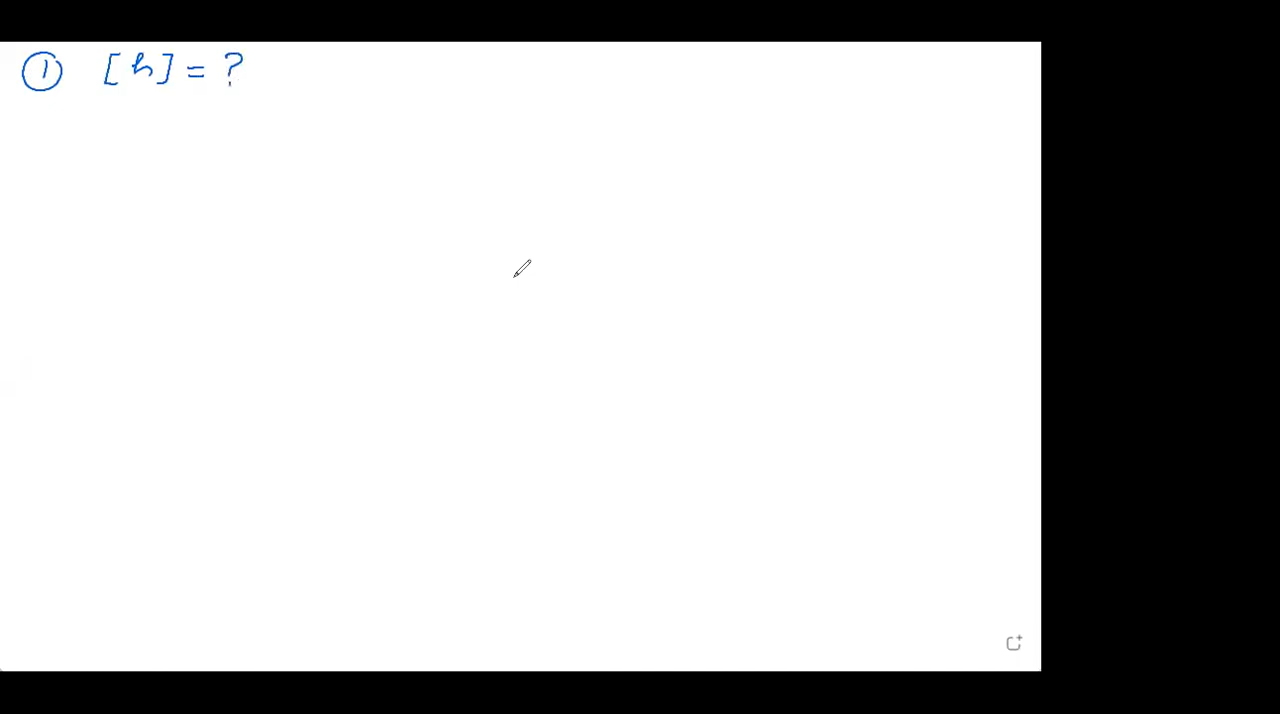 ① [h] = ?